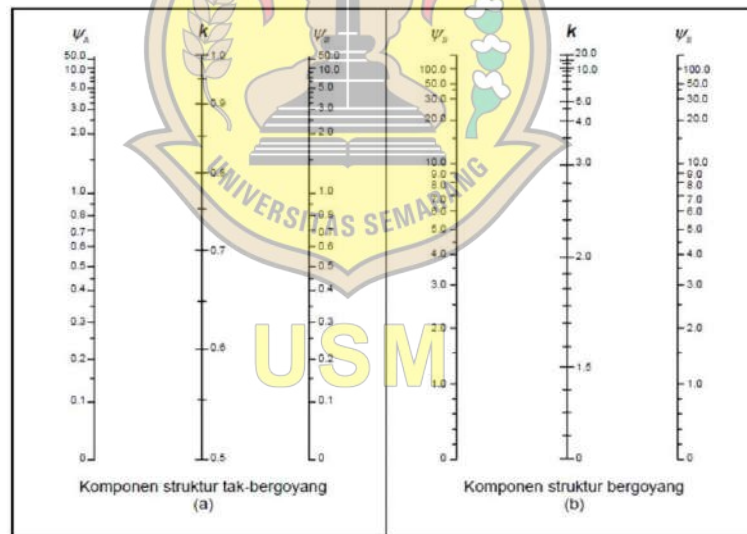 ψA k ψB
50.0 1.0 50.0
10.0 10.0
5.0 0.9 5.0
3.0 3.0
2.0 2.0
0.8
1.0 1.0
0.8 0.8
0.7 0.7
0.6 0.7 0.6
0.5 0.5
0.4 0.4
0.3 0.3
0.2 0.6 0.2
0.1 0.1
0 0.5 0
Komponen struktur tak-bergoyang
(a)
k
20.0
100.0 10.0 100.0
50.0 50.0
30.0 5.0 30.0
20.0 4.0 20.0
10.0 3.0 10.0
9.0 9.0
8.0 8.0
7.0 7.0
6.0 6.0
5.0 5.0
4.0 2.0 4.0
3.0 3.0
2.0 2.0
1.5
1.0 1.0
0 0
Komponen struktur bergoyang
(b)
UNIVERSITAS SEMARANG
USM